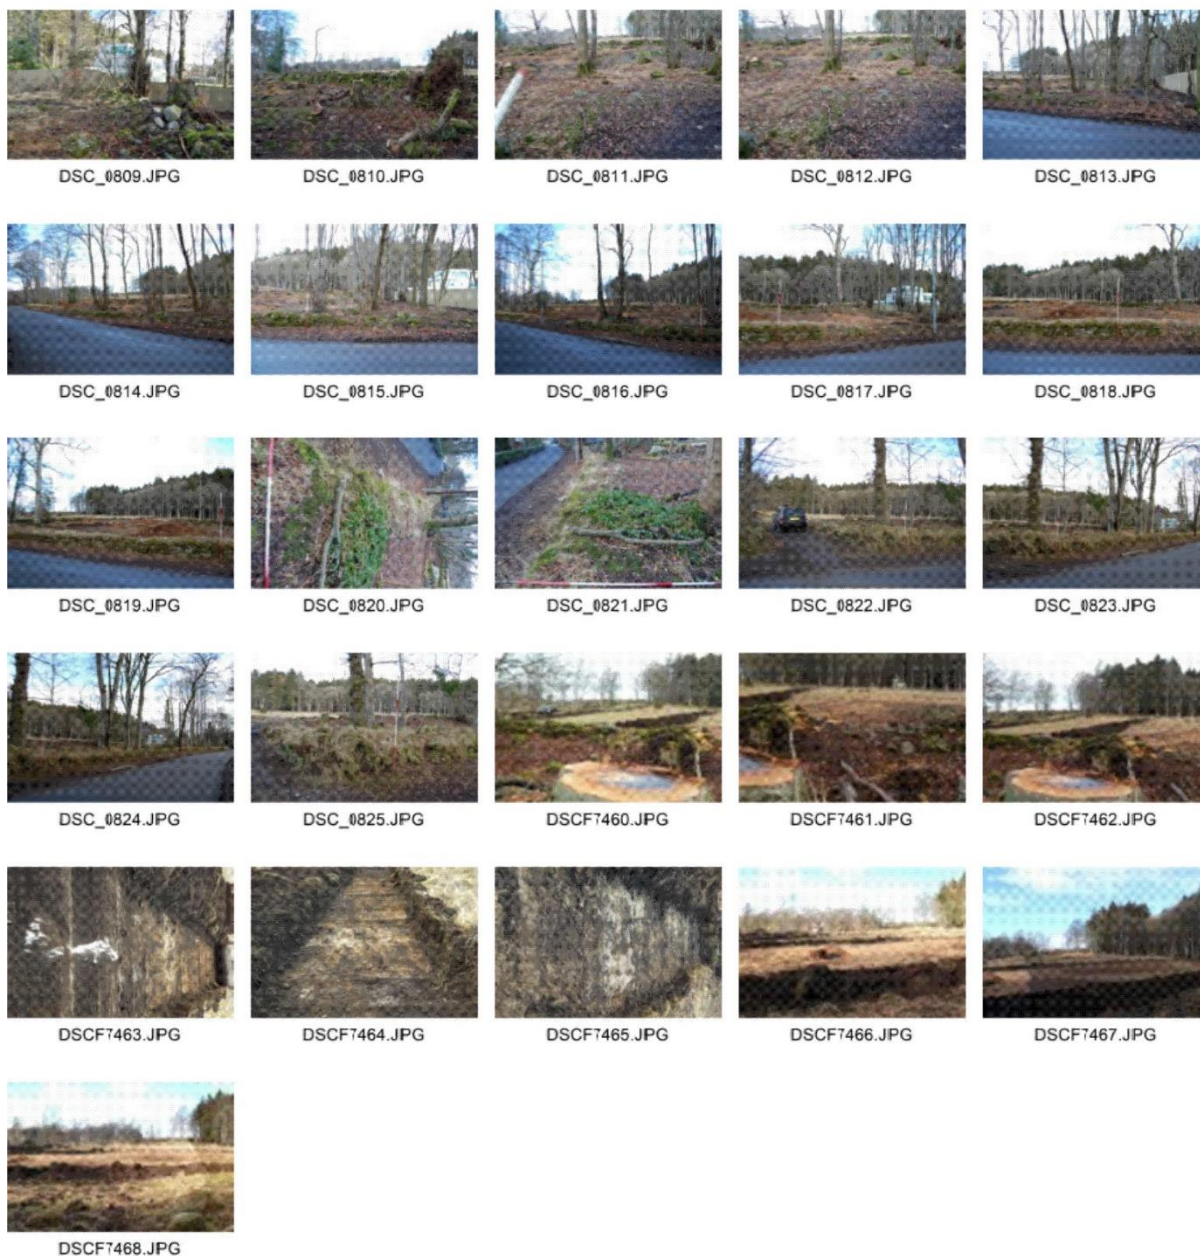 DSC_0809.JPG DSC_0810.JPG DSC_0811.JPG DSC_0812.JPG DSC_0813.JPG
DSC_0814.JPG DSC_0815.JPG DSC_0816.JPG DSC_0817.JPG DSC_0818.JPG
DSC_0819.JPG DSC_0820.JPG DSC_0821.JPG DSC_0822.JPG DSC_0823.JPG
DSC_0824.JPG DSC_0825.JPG DSCF7460.JPG DSCF7461.JPG DSCF7462.JPG
DSCF7463.JPG DSCF7464.JPG DSCF7465.JPG DSCF7466.JPG DSCF7467.JPG
DSCF7468.JPG